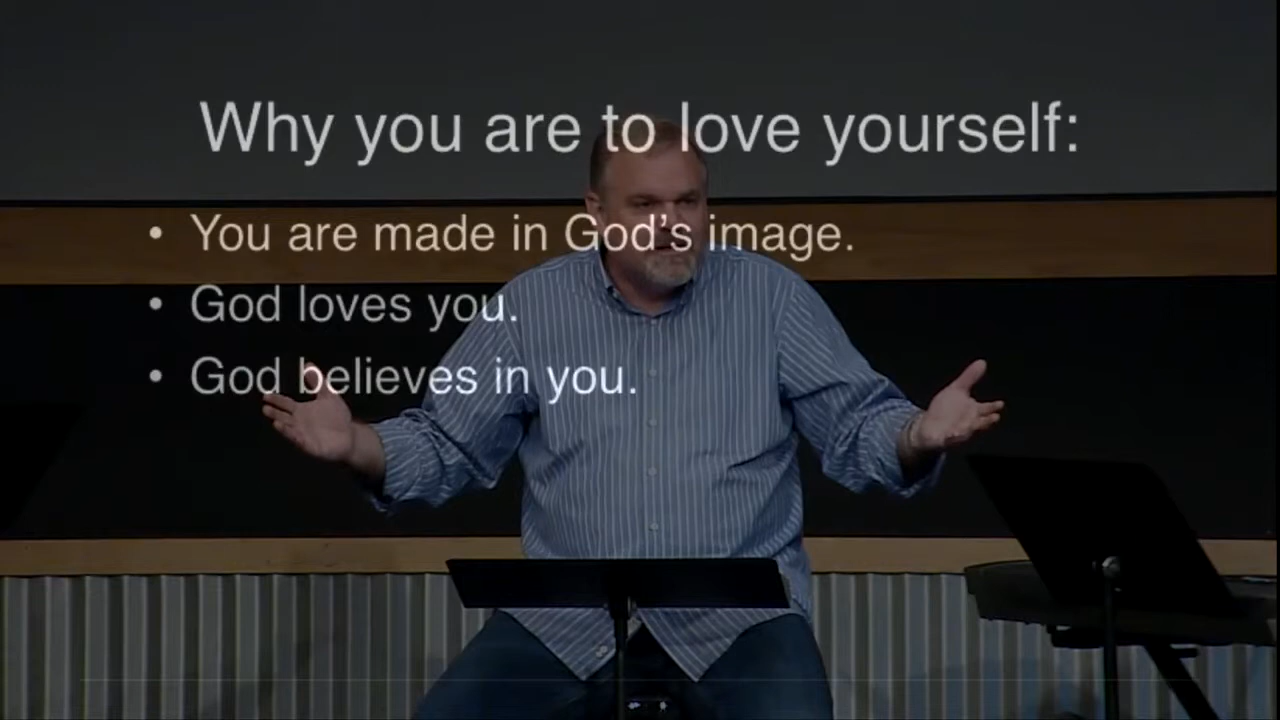 Why you are to love yourself:
• You are made in God's image.
• God loves you.
• God believes in you.